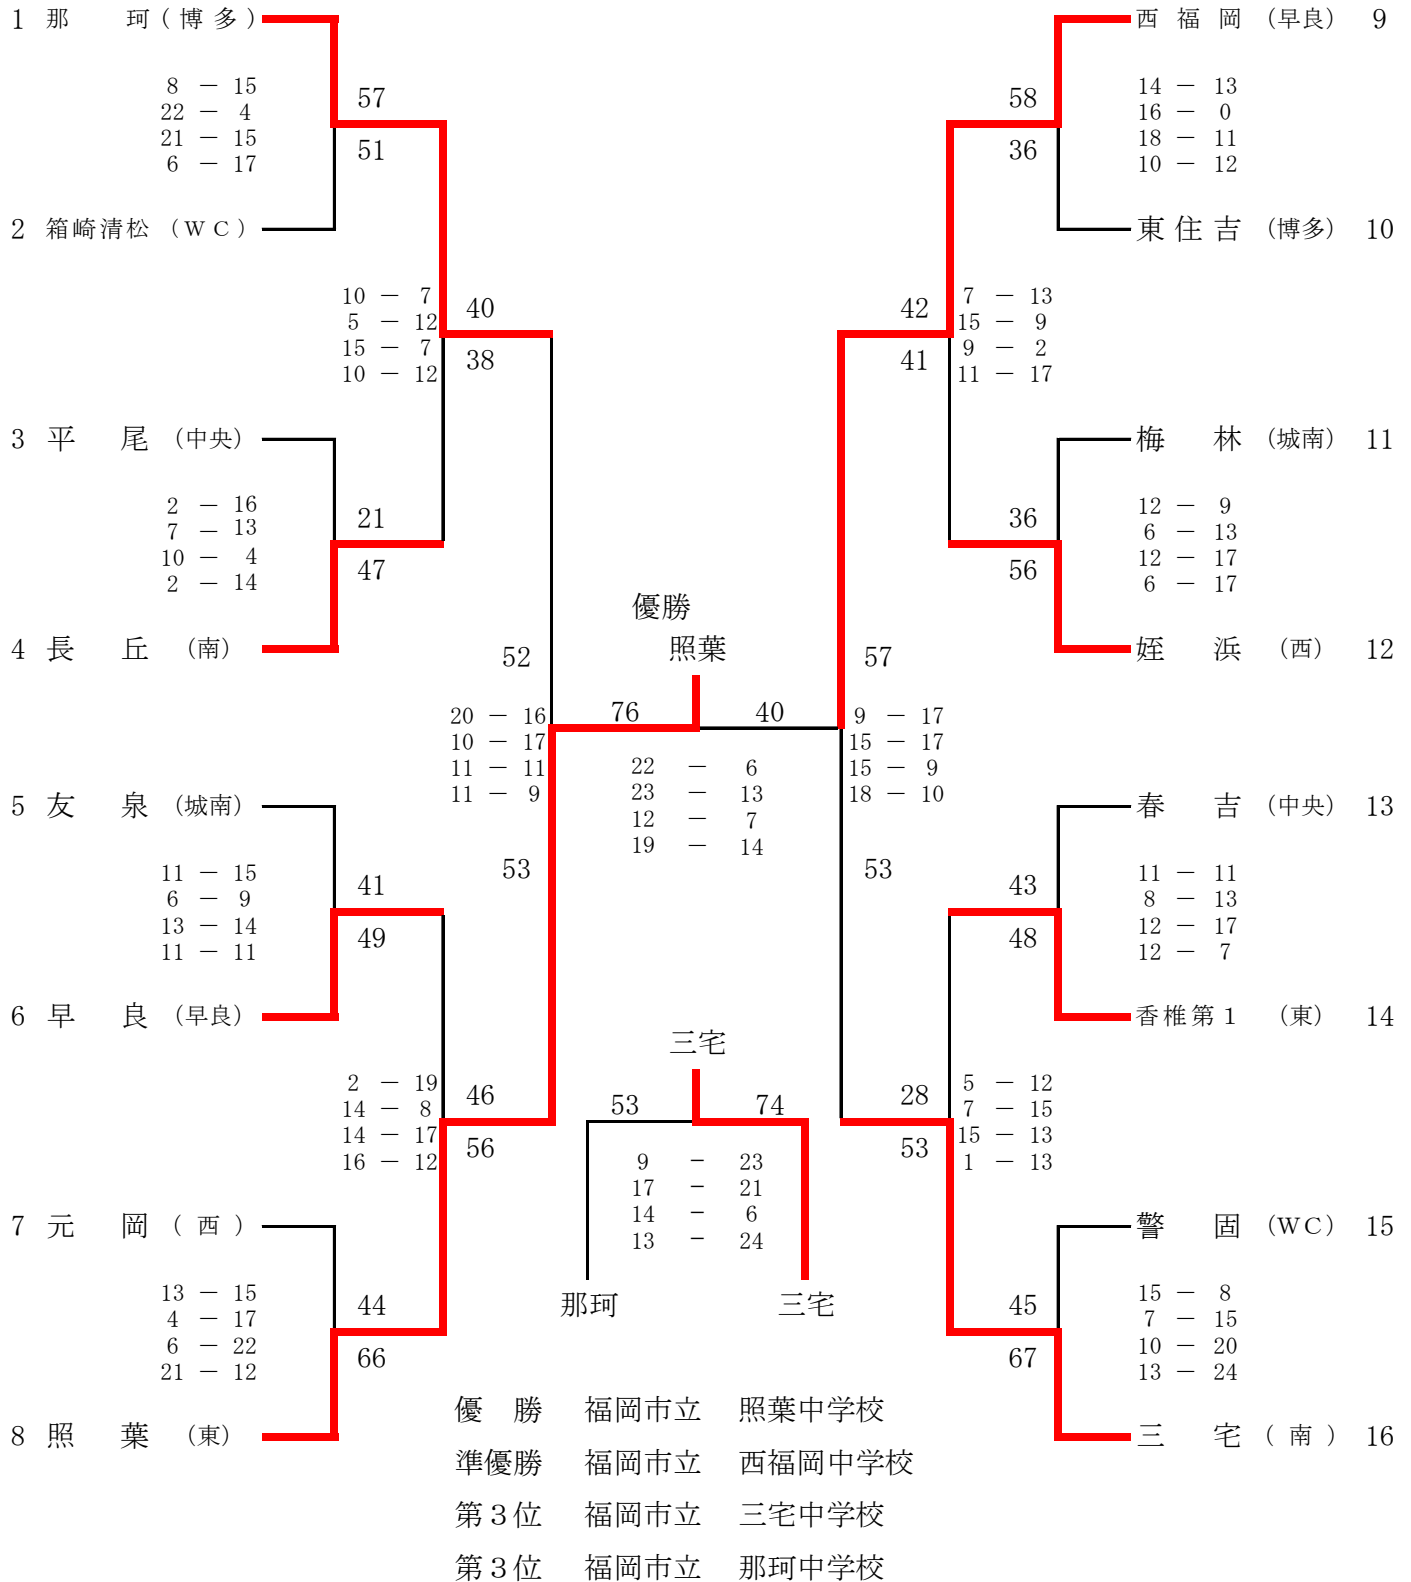 1 那 珂 (博多)
8 － 15
22 － 4
21 － 15
6 － 17
57
51
2 箱崎清松 （ＷＣ）
10 － 7
5 － 12
15 － 7
10 － 12
40
38
3 平 尾 （中央）
2 － 16
7 － 13
10 － 4
2 － 14
21
47
4 長 丘 （南）
52
20 － 16
10 － 17
11 － 11
11 － 9
53
5 友 泉 （城南）
11 － 15
6 － 9
13 － 14
11 － 11
41
49
6 早 良 （早良）
2 － 19
14 － 8
14 － 17
16 － 12
46
56
7 元 岡 （西）
13 － 15
4 － 17
6 － 22
21 － 12
44
66
8 照 葉 （東）
優勝
照葉
76 40
22 － 6
23 － 13
12 － 7
19 － 14
三宅
53 74
9 － 23
17 － 21
14 － 6
13 － 24
那珂 三宅
西福岡 （早良） 9
58
36
14 － 13
16 － 0
18 － 11
10 － 12
東住吉 （博多） 10
42
41
7 － 13
15 － 9
9 － 2
11 － 17
梅 林 （城南） 11
36
56
12 － 9
6 － 13
12 － 17
6 － 17
姪 浜 （西） 12
57
9 － 17
15 － 17
15 － 9
18 － 10
53
春 吉 （中央） 13
43
48
11 － 11
8 － 13
12 － 17
12 － 7
香椎第１ （東） 14
28
53
5 － 12
7 － 15
15 － 13
1 － 13
警 固 （WC） 15
45
67
15 － 8
7 － 15
10 － 20
13 － 24
三 宅 （南） 16
優 勝 福岡市立 照葉中学校
準優勝 福岡市立 西福岡中学校
第３位 福岡市立 三宅中学校
第３位 福岡市立 那珂中学校